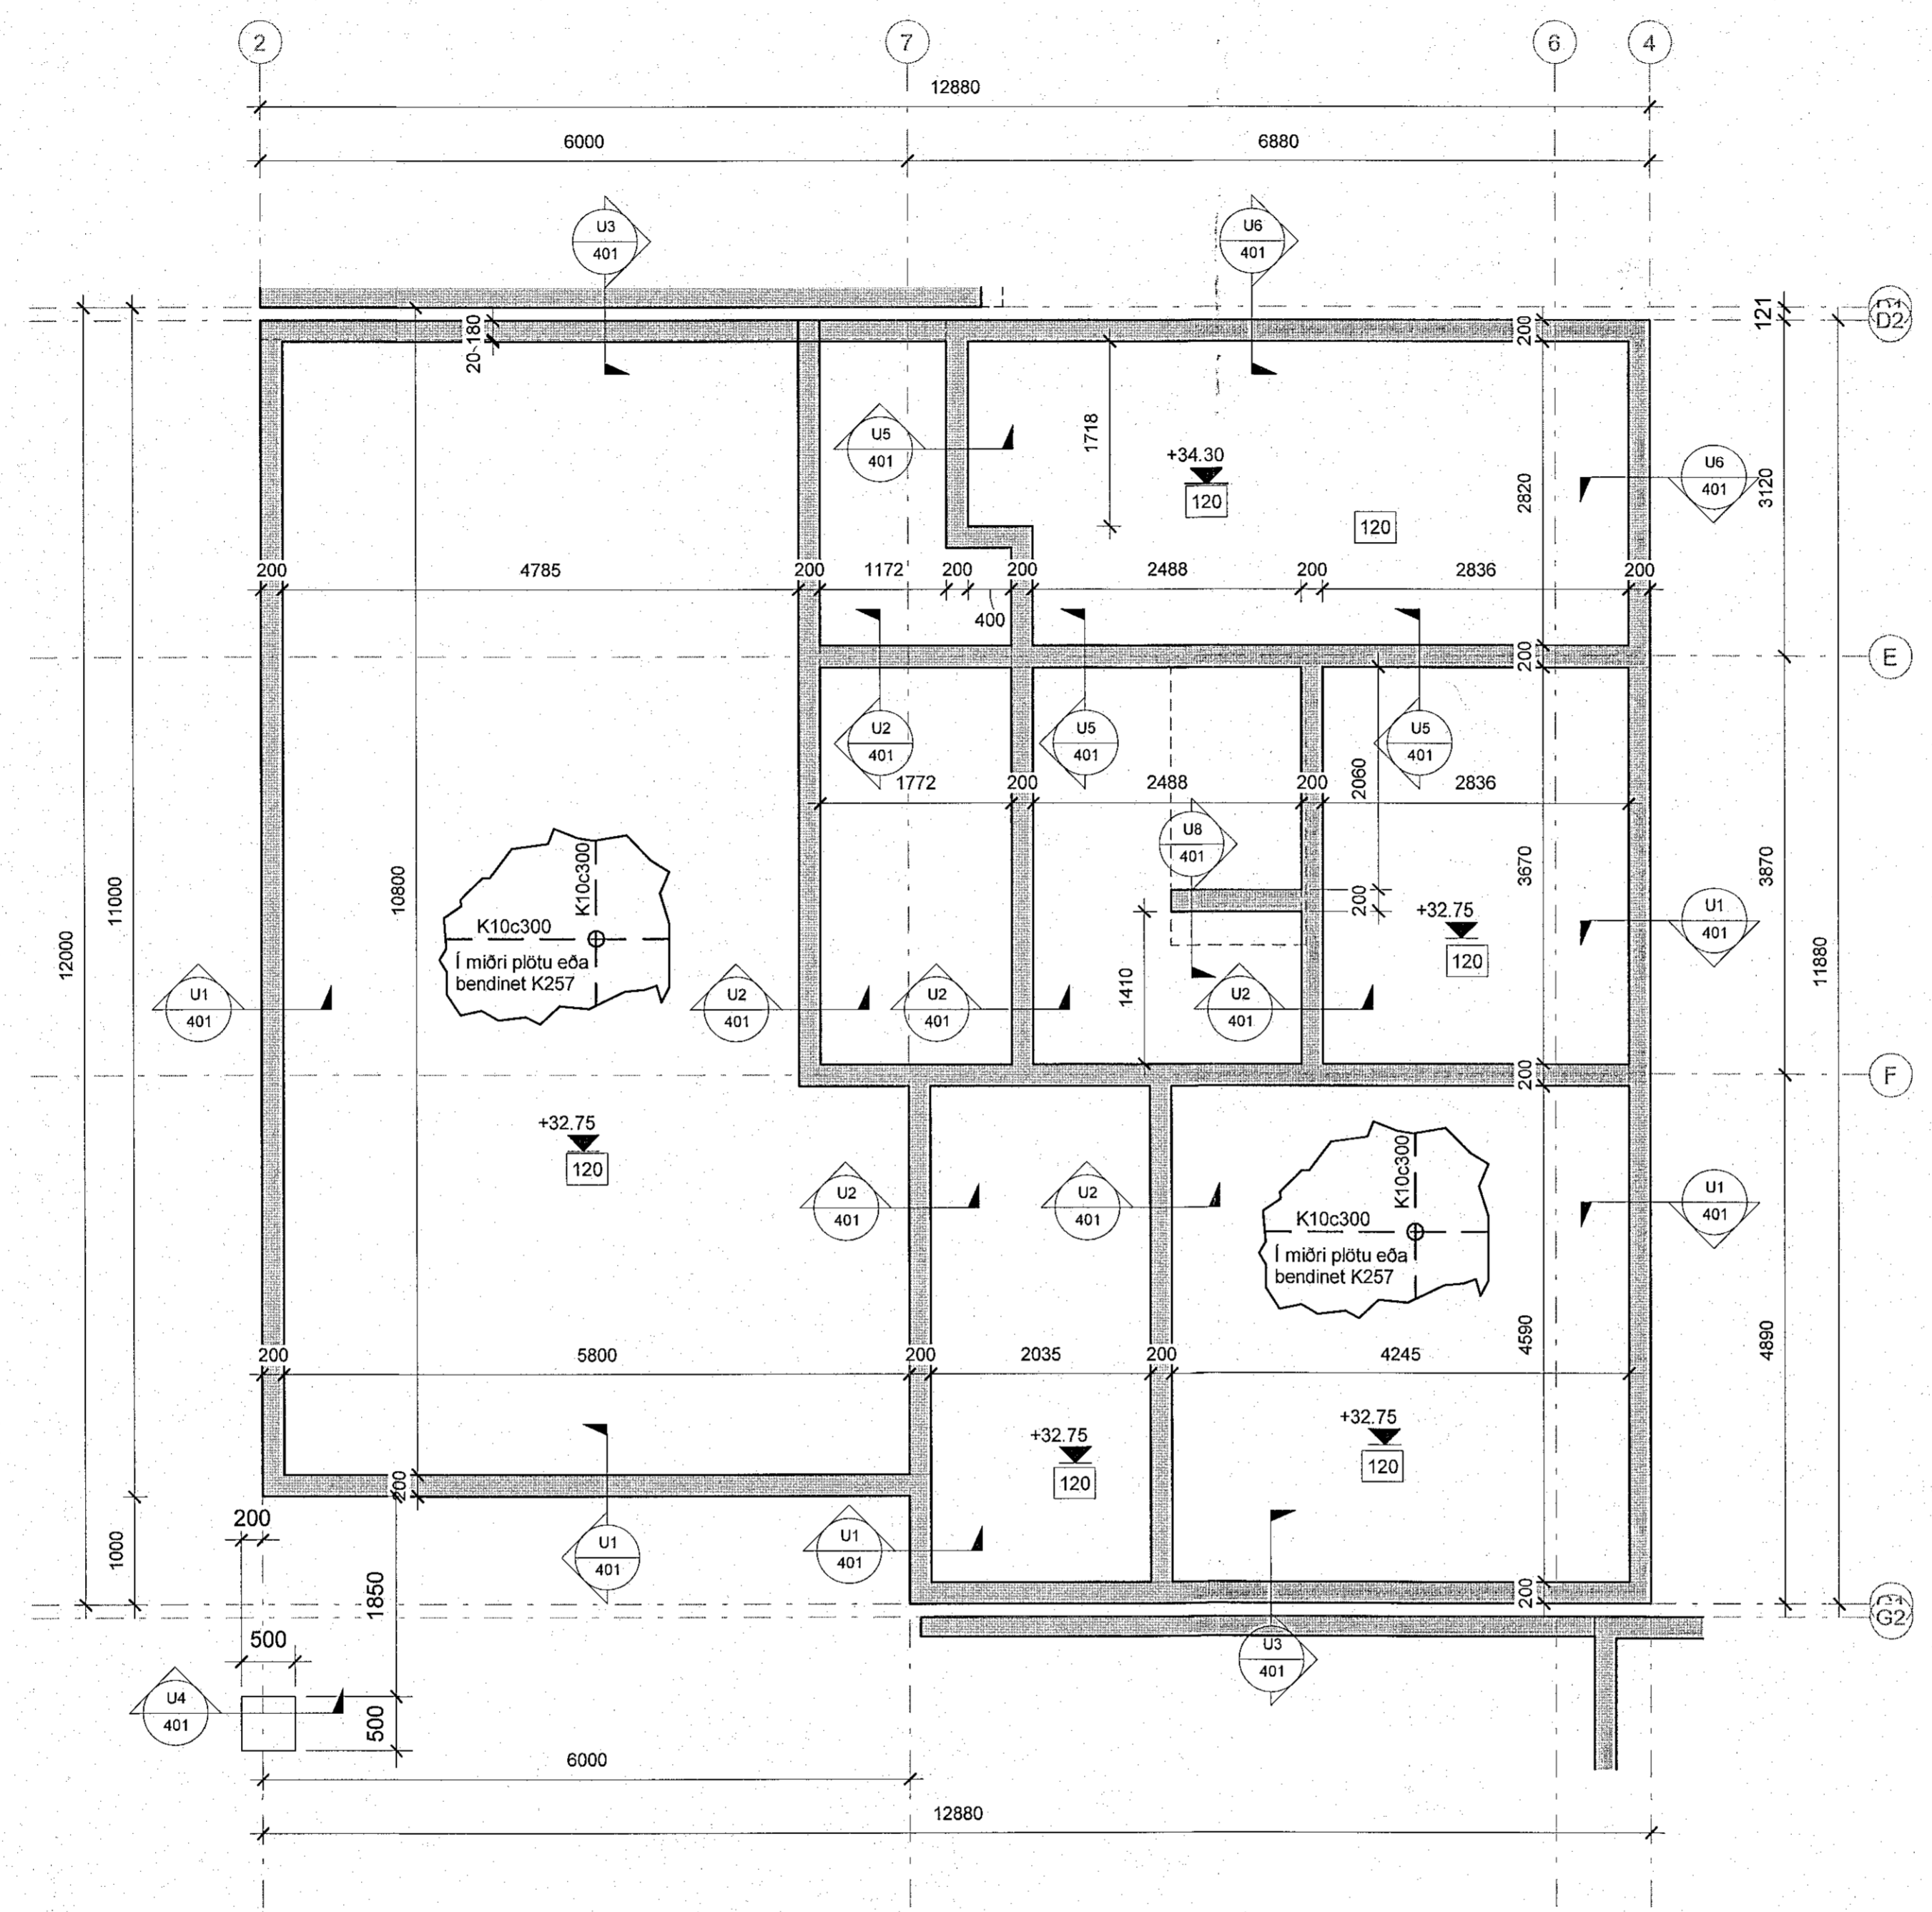 2 7 6 4
12880
6000 6880
U3
401
U6
401
121
D2
20-180
200
1718
U5
401
+34.30
120
120
2820
3120
U6
401
200 4785 200 1172 200 200 2488 200 2836 200
400
200
E
U2
401
U5
401
U5
401
2060
1772 200 2488 200 2836
U8
401
12000
11000
10800
K10c300
K10c300
Í miðri plötu eða
bendinet K257
200
3670
3870
+32.75
120
U1
401
11880
1410
U1
401
U2
401
U2
401
U2
401
200
F
+32.75
120
U2
401
U2
401
K10c300
K10c300
Í miðri plötu eða
bendinet K257
U1
401
4590
4890
200 5800 200 2035 200 4245
+32.75
120
+32.75
120
200
200
1000
U1
401
U1
401
1850
200
G2
500
U3
401
U4
401
500
6000
12880